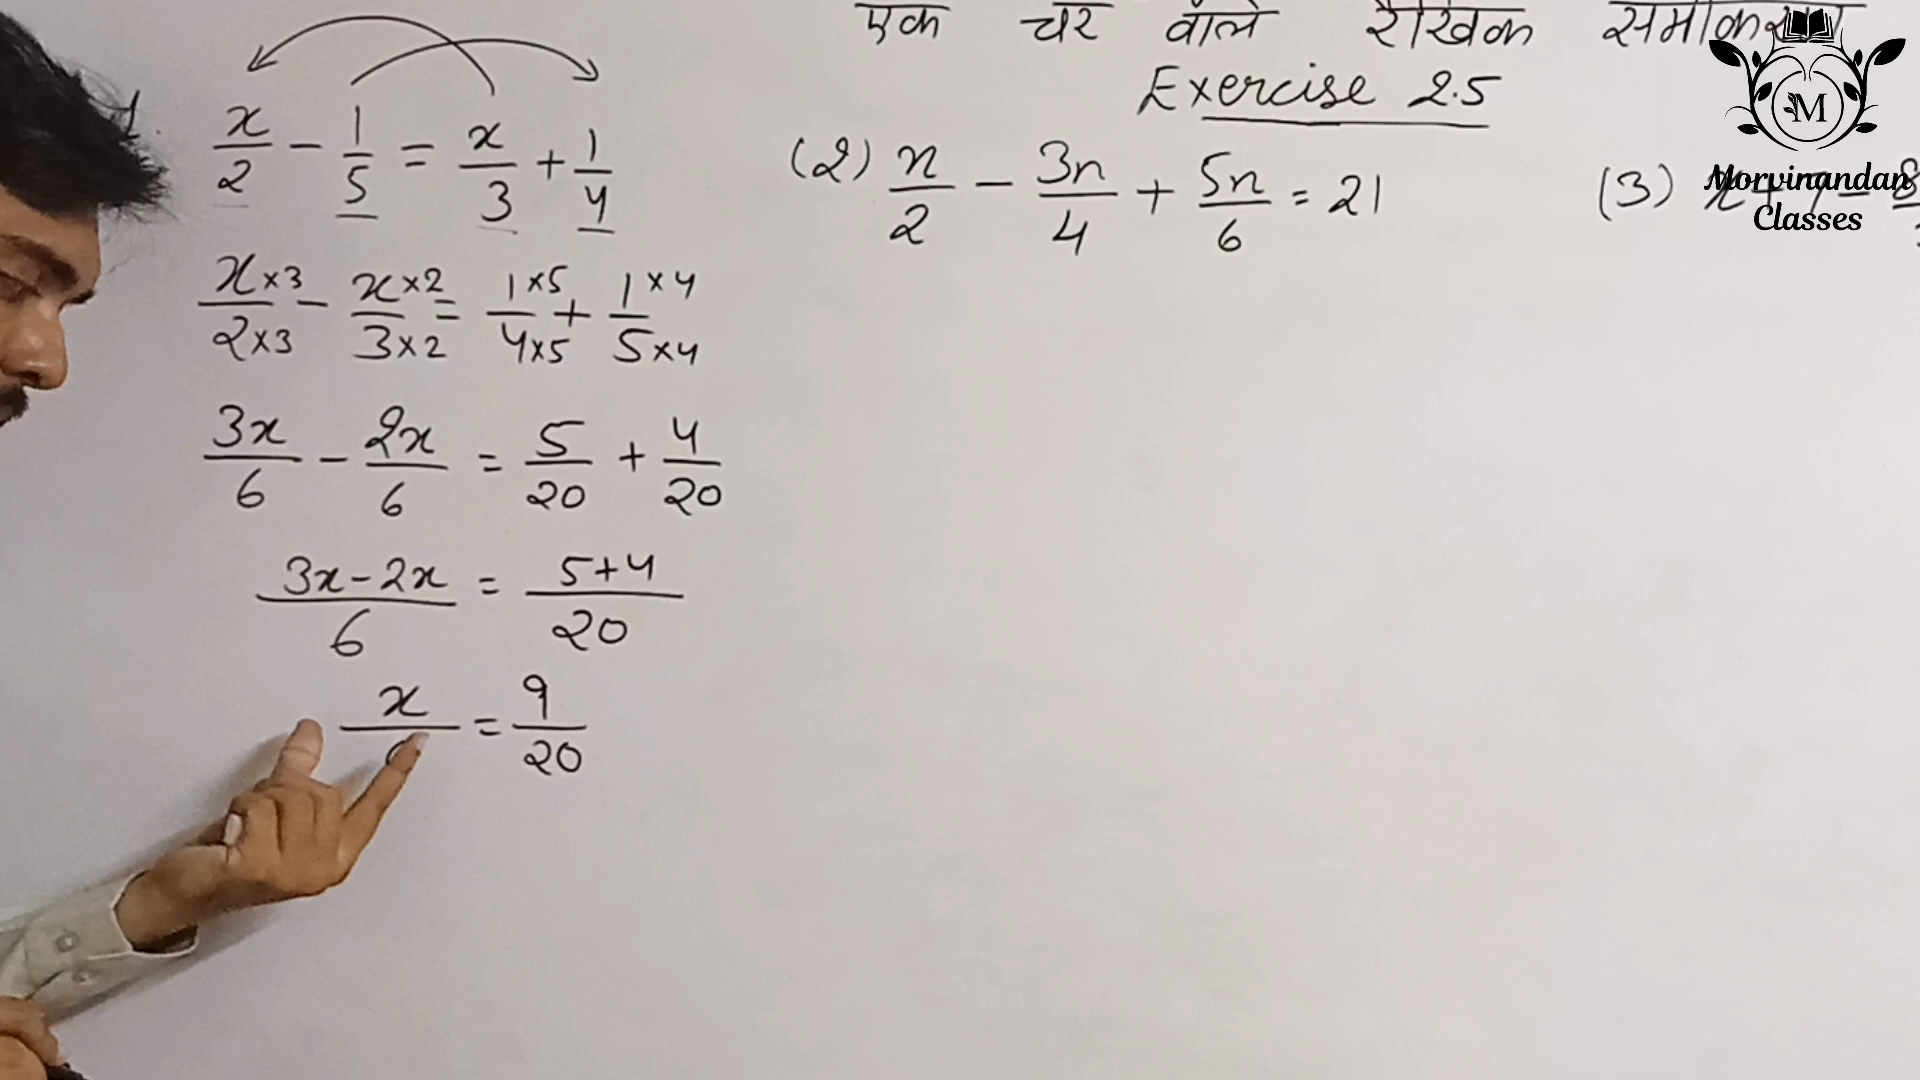 एक चर वाले रैखिक समीकरण
Exercise 2.5
1. x/2 - 1/5 = x/3 + 1/4
x×3/2×3 - x×2/3×2 = 1×5/4×5 + 1×4/5×4
3x/6 - 2x/6 = 5/20 + 4/20
3x-2x/6 = 5+4/20
x/6 = 9/20
(2) n/2 - 3n/4 + 5n/6 = 21
(3) x + 7 - 8
M
Morvinandan
Classes